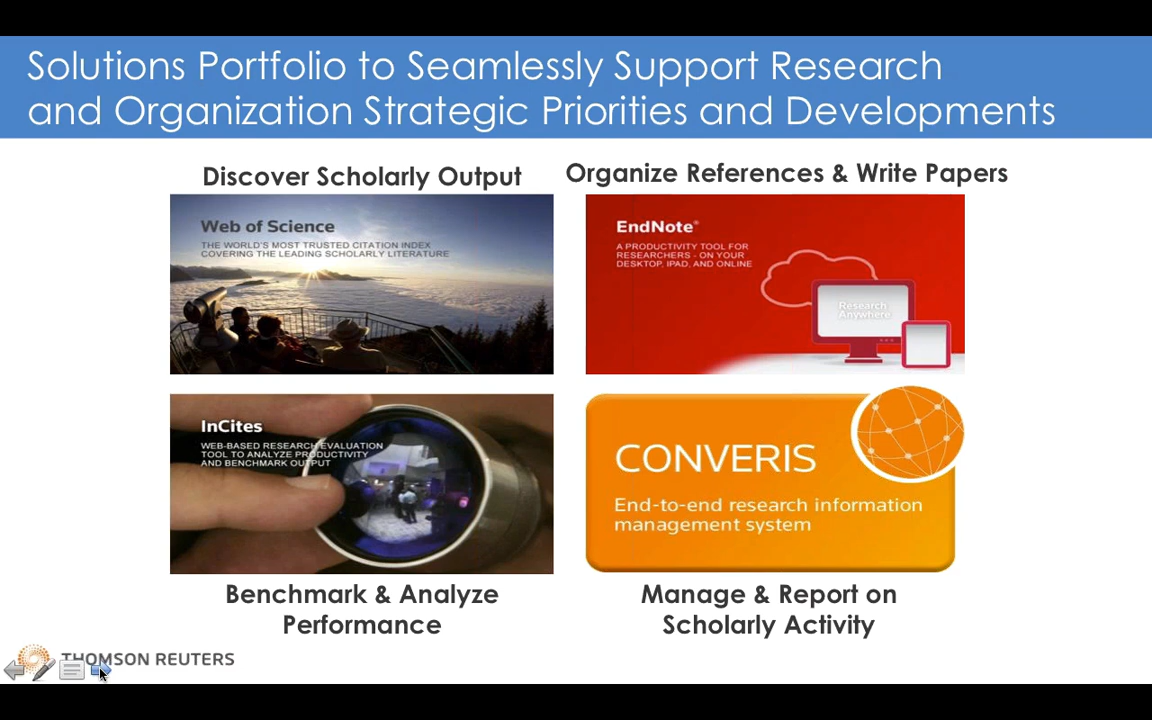 Solutions Portfolio to Seamlessly Support Research
and Organization Strategic Priorities and Developments
Discover Scholarly Output
Web of Science
THE WORLD'S MOST TRUSTED CITATION INDEX
COVERING THE LEADING SCHOLARLY LITERATURE
Organize References & Write Papers
EndNote®
A PRODUCTIVITY TOOL FOR
RESEARCHERS - ON YOUR
DESKTOP, IPAD, AND ONLINE
Research
Anywhere
InCites
WEB-BASED RESEARCH EVALUATION
TOOL TO ANALYZE PRODUCTIVITY
AND BENCHMARK OUTPUT
Benchmark & Analyze
Performance
CONVERIS
End-to-end research information
management system
Manage & Report on
Scholarly Activity
THOMSON REUTERS